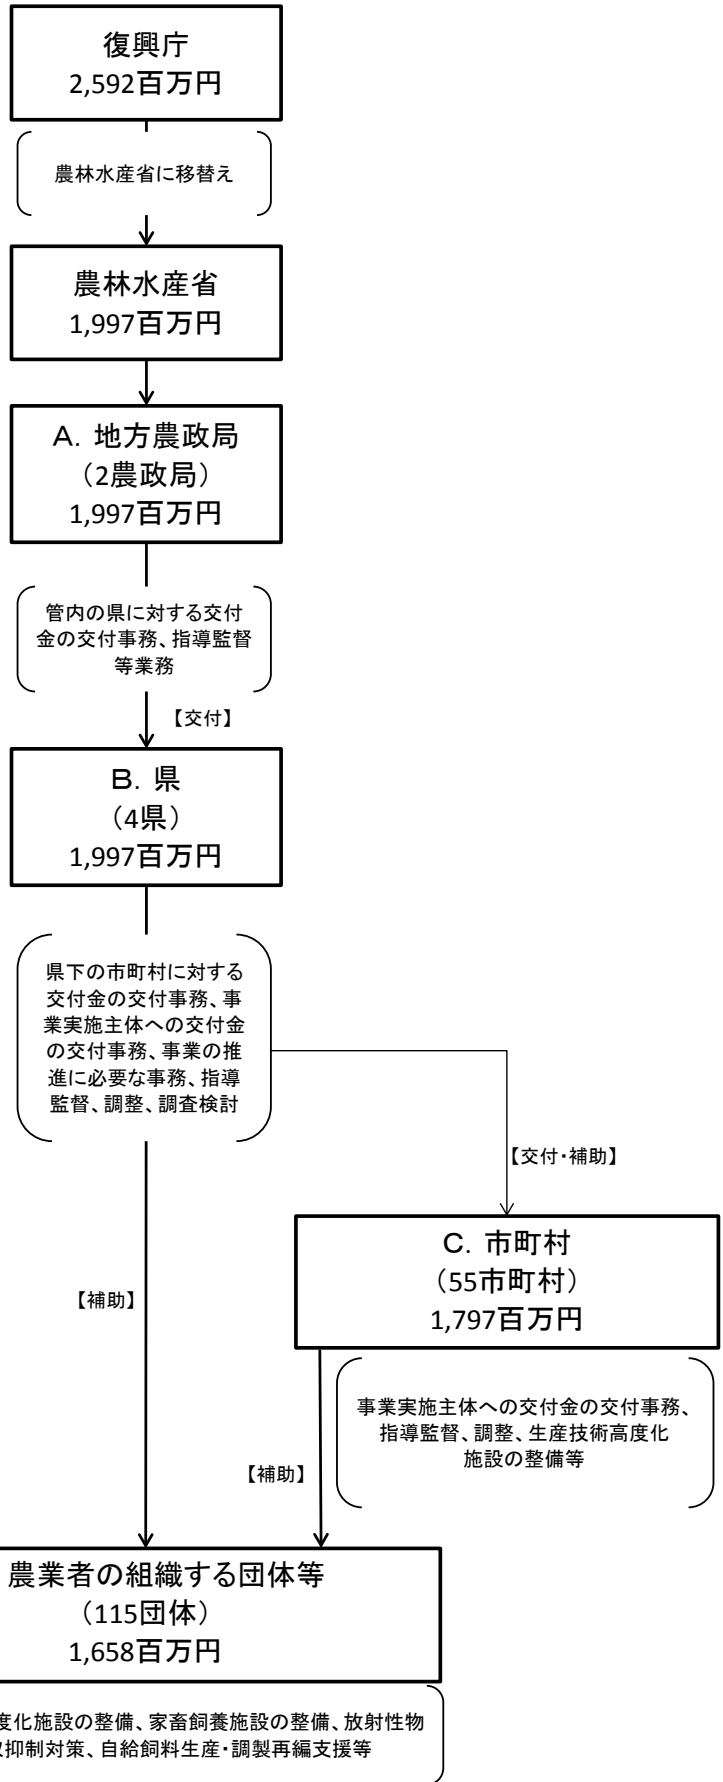 復興庁
2,592百万円
農林水産省に移替え
農林水産省
1,997百万円
A．地方農政局
（2農政局）
1,997百万円
管内の県に対する交付
金の交付事務、指導監督
等業務
【交付】
B．県
（4県）
1,997百万円
県下の市町村に対する
交付金の交付事務、事
業実施主体への交付金
の交付事務、事業の推
進に必要な事務、指導
監督、調整、調査検討
【交付・補助】
C．市町村
（55市町村）
1,797百万円
【補助】
事業実施主体への交付金の交付事務、
指導監督、調整、生産技術高度化
施設の整備等
【補助】
農業者の組織する団体等
（115団体）
1,658百万円
度化施設の整備、家畜飼養施設の整備、放射性物
抑制対策、自給飼料生産・調製再編支援等